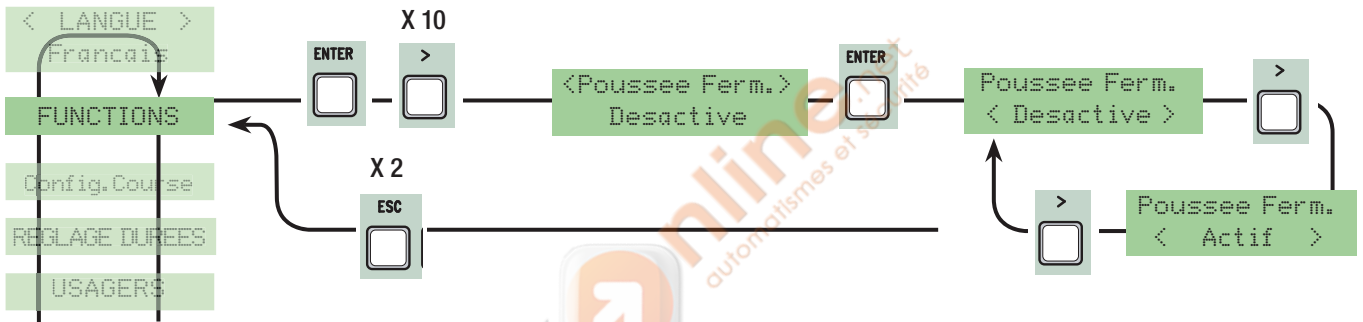 < LANGUE >
Francais
FUNCTIONS
Config.Course
REGLAGE DUREES
USAGERS
ENTER
X 10
>
<Poussee Ferm.>
Desactive
ENTER
Poussee Ferm.
< Desactive >
>
Poussee Ferm.
< Actif >
>
X 2
ESC
nline.net
automatismes et sécurité